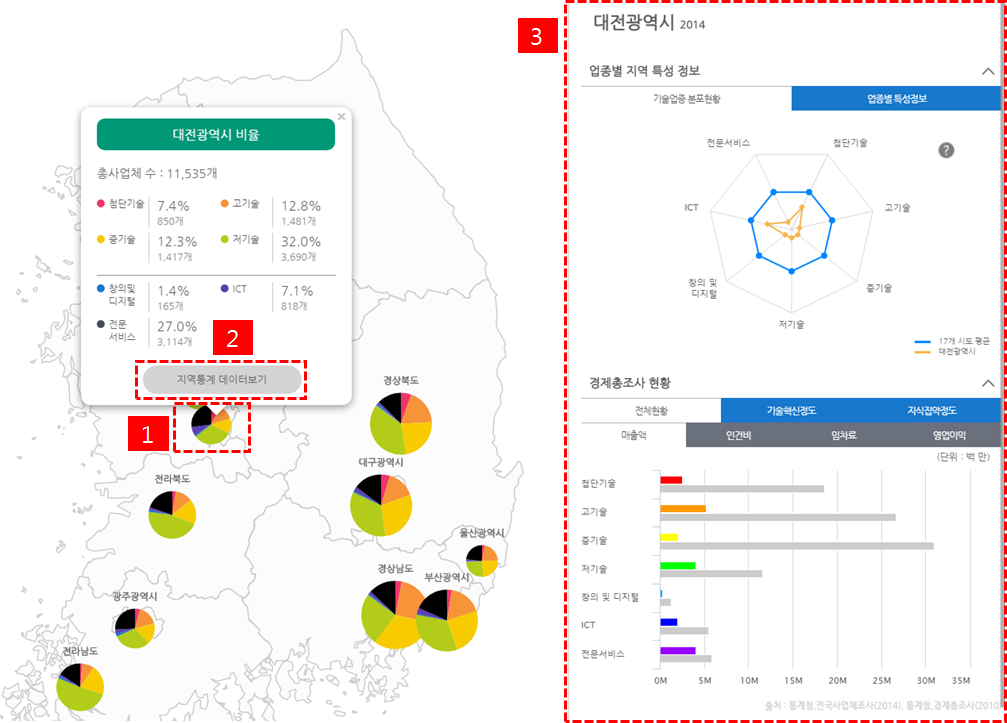 대전광역시 비율
×
총사업체 수 : 11,535개
첨단기술 7.4% 850개
고기술 12.8% 1,481개
중기술 12.3% 1,417개
저기술 32.0% 3,690개
창의및 디지털 1.4% 165개
ICT 7.1% 818개
전문 서비스 27.0% 3,114개
2
지역통계 데이터보기
1
경상북도
대구광역시
전라북도
울산광역시
경상남도
부산광역시
광주광역시
전라남도
3
대전광역시 2014
업종별 지역 특성 정보
기술업종 분포현황
업종별 특성정보
?
전문서비스
첨단기술
ICT
고기술
창의 및
디지털
중기술
저기술
17개 시도 평균
대전광역시
경제총조사 현황
전체현황
기술혁신정도
지식집약정도
매출액
인건비
임차료
영업이익
(단위 : 백 만)
첨단기술
고기술
중기술
저기술
창의 및 디지털
ICT
전문서비스
0M 5M 10M 15M 20M 25M 30M 35M
출처 : 통계청,전국사업체조사(2014), 통계청,경제총조사(2010)